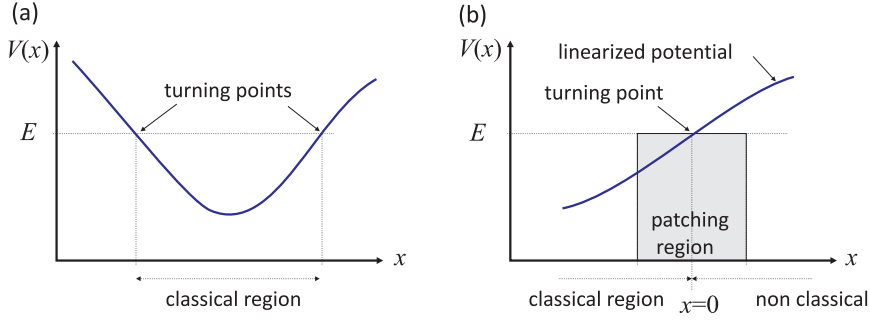 (a)
V(x)
turning points
E
x
classical region
(b)
V(x)
linearized potential
turning point
E
patching
region
x
classical region
x=0
non classical